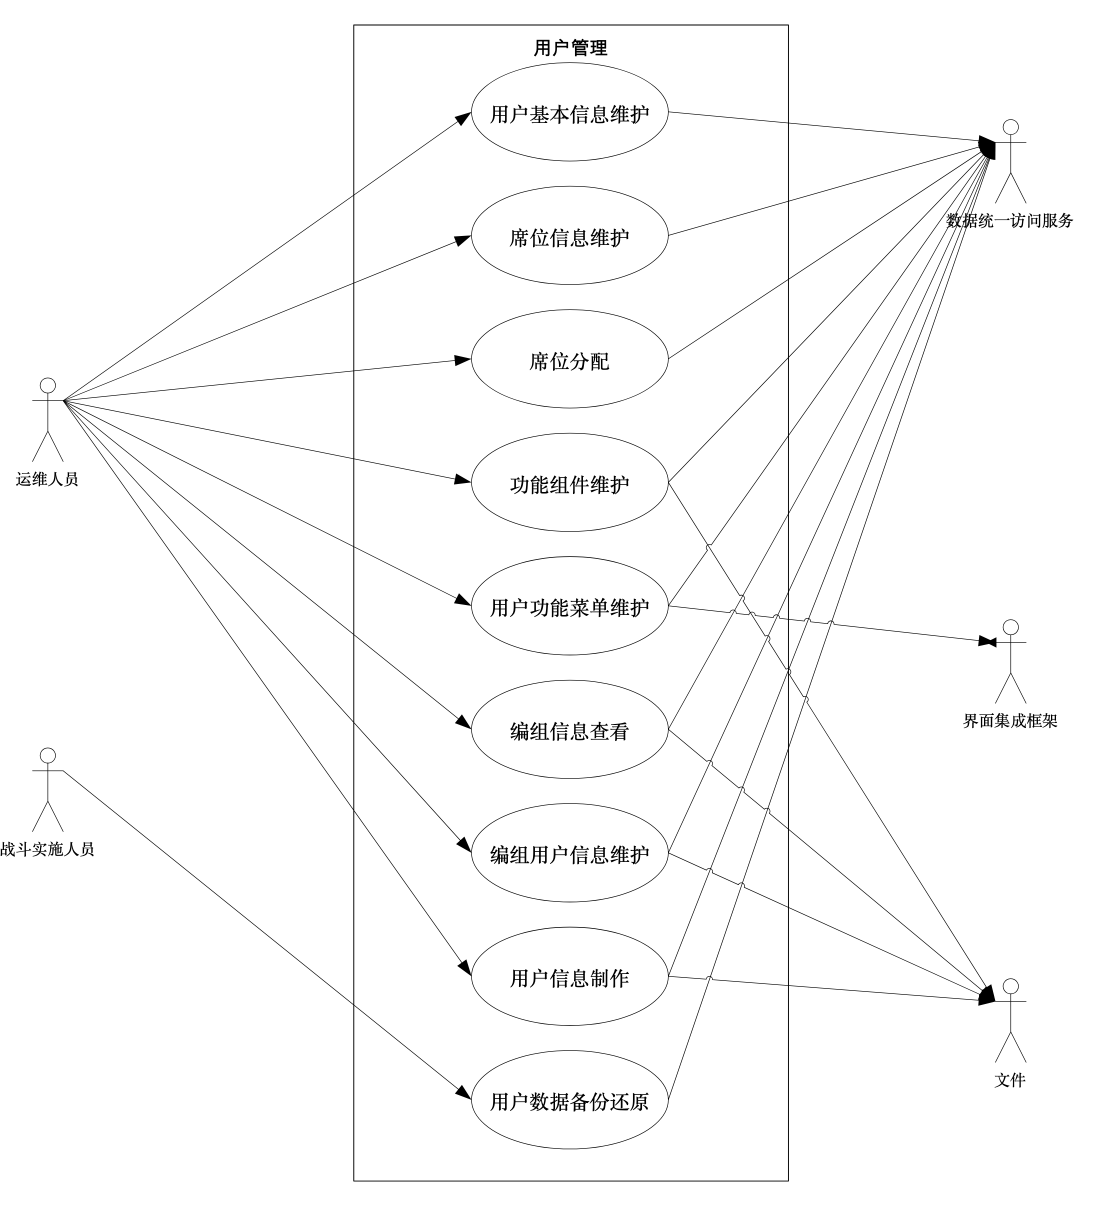 用户管理
用户基本信息维护
数据统一访问服务
席位信息维护
席位分配
运维人员
功能组件维护
用户功能菜单维护
界面集成框架
编组信息查看
战斗实施人员
编组用户信息维护
用户信息制作
文件
用户数据备份还原